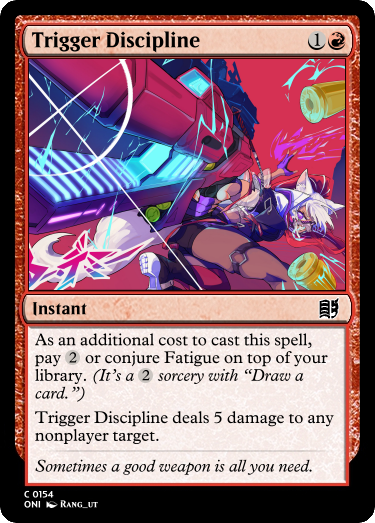 Trigger Discipline 1
Instant
As an additional cost to cast this spell,
pay 2 or conjure Fatigue on top of your
library. (It's a 2 sorcery with “Draw a
card.”)
Trigger Discipline deals 5 damage to any
nonplayer target.
Sometimes a good weapon is all you need.
C 0154
ONI RANG_UT